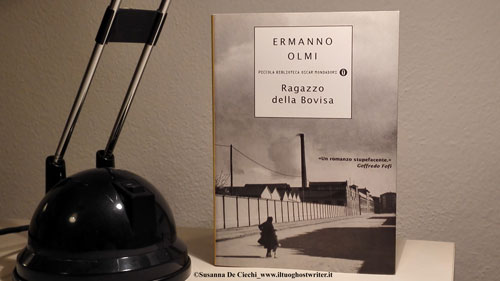 ERMANNO
OLMI
PICCOLA BIBLIOTECA OSCAR MONDADORI
Ragazzo
della Bovisa
«Un romanzo stupefacente.»
Goffredo Fofi
©Susanna De Ciechi_www.iltuoghostwriter.it